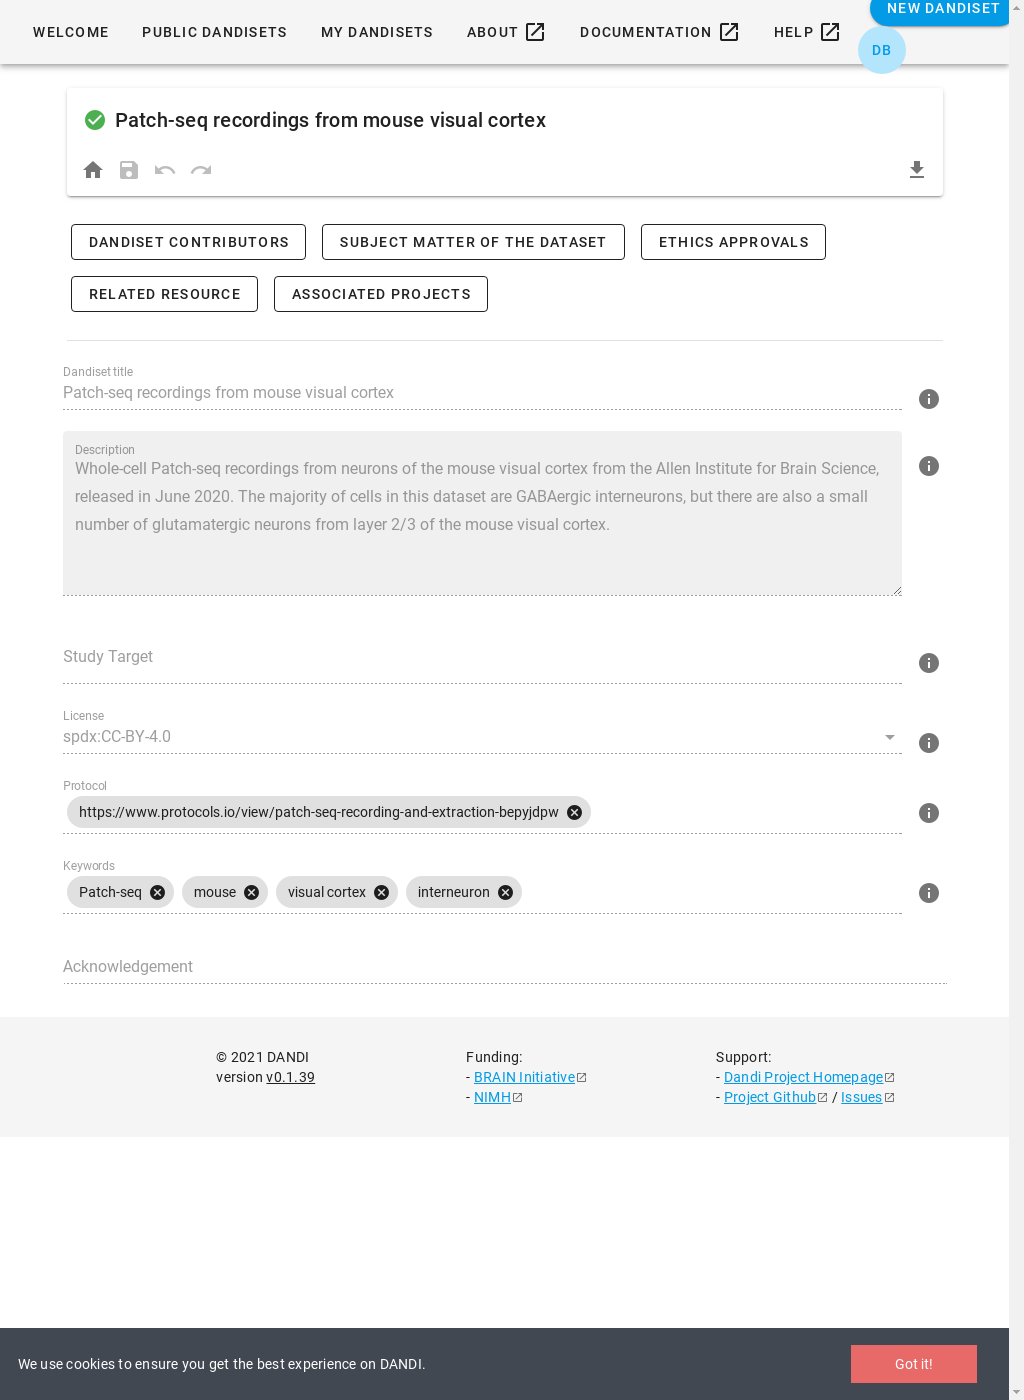 NEW DANDISET
WELCOME PUBLIC DANDISETS MY DANDISETS ABOUT DOCUMENTATION HELP
DB
Patch-seq recordings from mouse visual cortex
DANDISET CONTRIBUTORS SUBJECT MATTER OF THE DATASET ETHICS APPROVALS
RELATED RESOURCE ASSOCIATED PROJECTS
Dandiset title
Patch-seq recordings from mouse visual cortex
Description
Whole-cell Patch-seq recordings from neurons of the mouse visual cortex from the Allen Institute for Brain Science,
released in June 2020. The majority of cells in this dataset are GABAergic interneurons, but there are also a small
number of glutamatergic neurons from layer 2/3 of the mouse visual cortex.
Study Target
License
spdx:CC-BY-4.0
Protocol
https://www.protocols.io/view/patch-seq-recording-and-extraction-bepyjdpw
Keywords
Patch-seq mouse visual cortex interneuron
Acknowledgement
© 2021 DANDI
version v0.1.39
Funding:
- BRAIN Initiative
- NIMH
Support:
- Dandi Project Homepage
- Project Github / Issues
We use cookies to ensure you get the best experience on DANDI.
Got it!